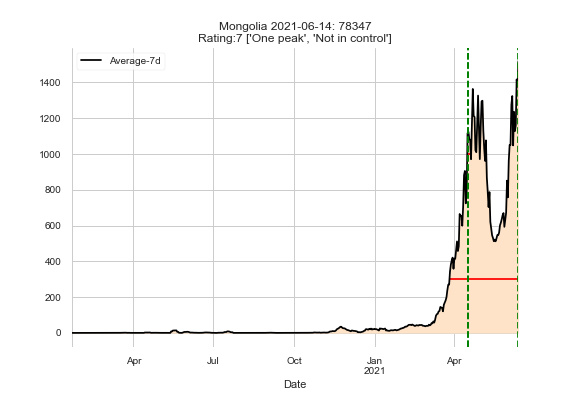 Mongolia 2021-06-14: 78347
Rating:7 ['One peak', 'Not in control']
Average-7d
1400
1200
1000
800
600
400
200
0
Apr
Jul
Oct
Jan
2021
Apr
Date